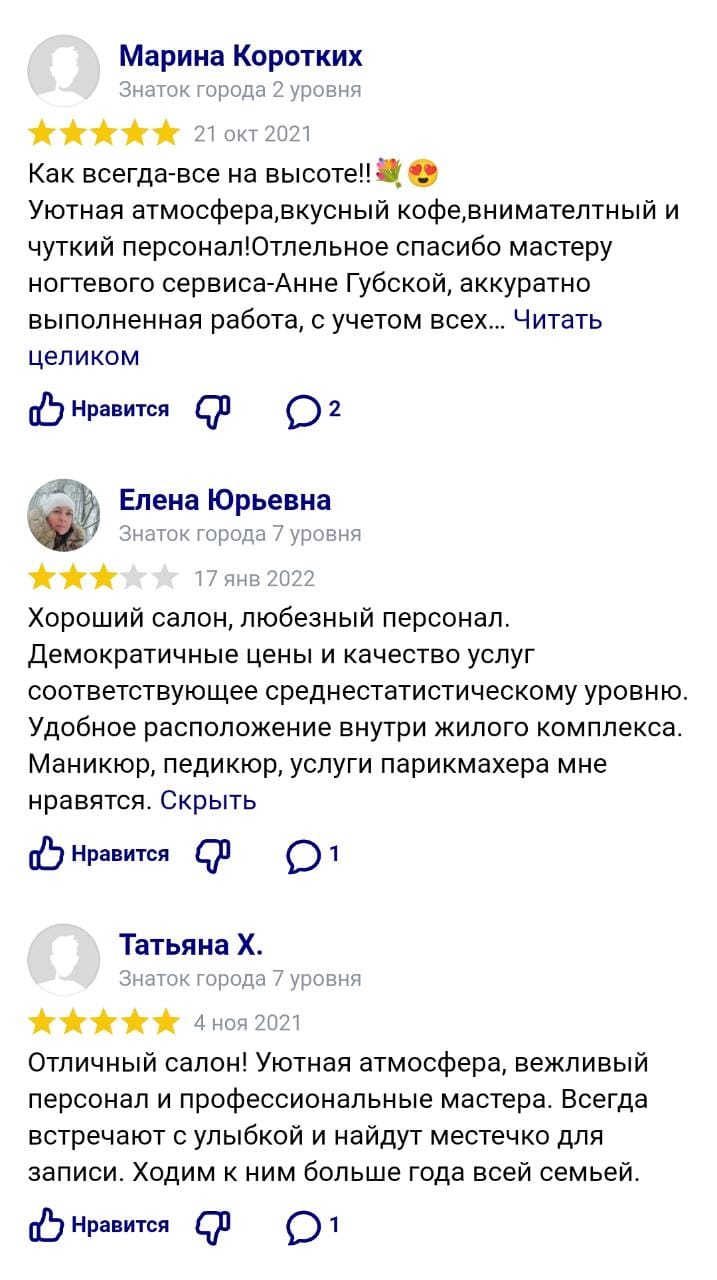 Марина Коротких
Знаток города 2 уровня
21 окт 2021
Как всегда-все на высоте!!💐😍
Уютная атмосфера,вкусный кофе,внимателтный и
чуткий персонал!Отлельное спасибо мастеру
ногтевого сервиса-Анне Губской, аккуратно
выполненная работа, с учетом всех... Читать
целиком
Нравится 2
Елена Юрьевна
Знаток города 7 уровня
17 янв 2022
Хороший салон, любезный персонал.
Демократичные цены и качество услуг
соответствующее среднестатистическому уровню.
Удобное расположение внутри жилого комплекса.
Маникюр, педикюр, услуги парикмахера мне
нравятся. Скрыть
Нравится 1
Татьяна Х.
Знаток города 7 уровня
4 ноя 2021
Отличный салон! Уютная атмосфера, вежливый
персонал и профессиональные мастера. Всегда
встречают с улыбкой и найдут местечко для
записи. Ходим к ним больше года всей семьей.
Нравится 1